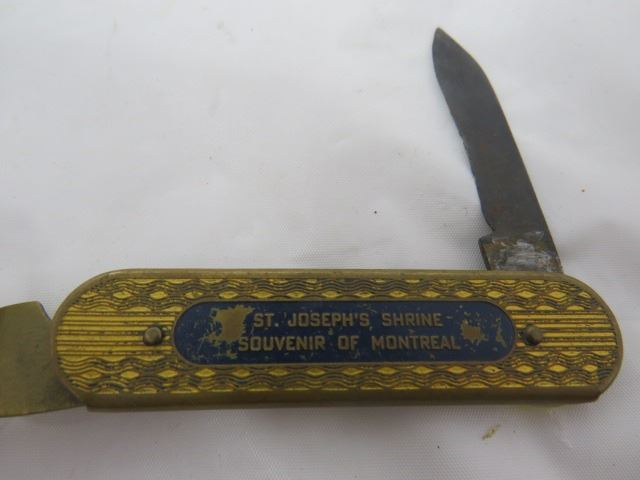 ST. JOSEPH'S SHRINE
SOUVENIR OF MONTREAL